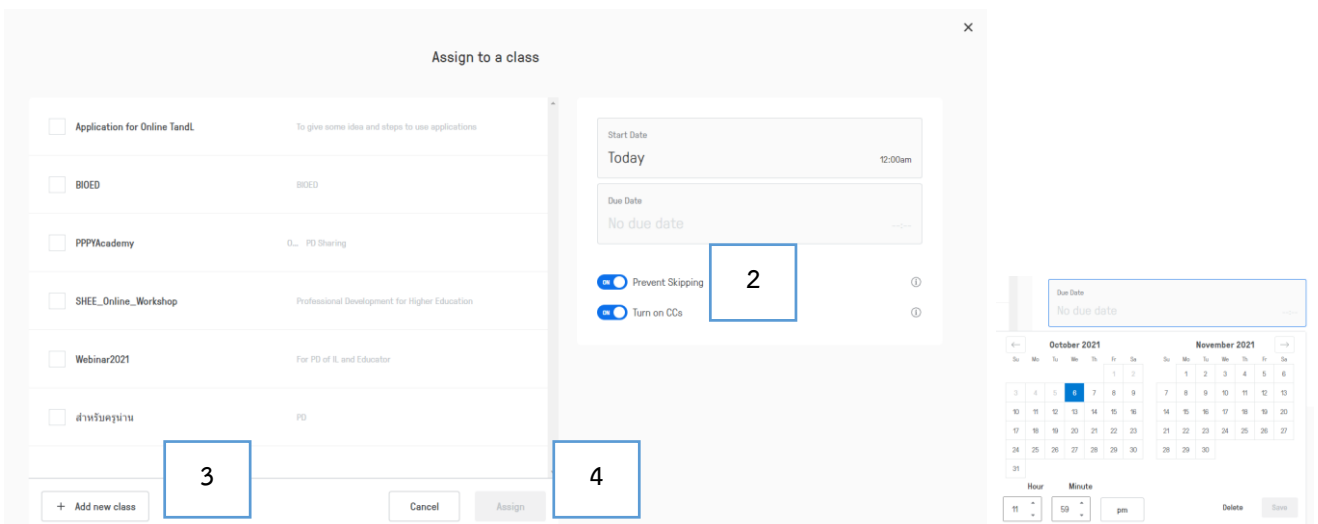 Assign to a class
Application for Online TandL To give some idea and steps to use applications
BIOED BIOED
PPPYAcademy O... PD Sharing
SHEE_Online_Workshop Professional Development for Higher Education
Webinar2021 For PD of IL and Educator
สำหรับครูน่าน PD
3
4
+ Add new class
Cancel
Assign
Start Date
Today 12:00am
Due Date
No due date --:--
ON Prevent Skipping
ON Turn on CCs
2
Due Date
No due date --:--
October 2021
Su Mo Tu We Th Fr Sa
1 2
3 4 5 6 7 8 9
10 11 12 13 14 15 16
17 18 19 20 21 22 23
24 25 26 27 28 29 30
31
November 2021
Su Mo Tu We Th Fr Sa
1 2 3 4 5 6
7 8 9 10 11 12 13
14 15 16 17 18 19 20
21 22 23 24 25 26 27
28 29 30
Hour Minute
11 59 pm
Delete Save